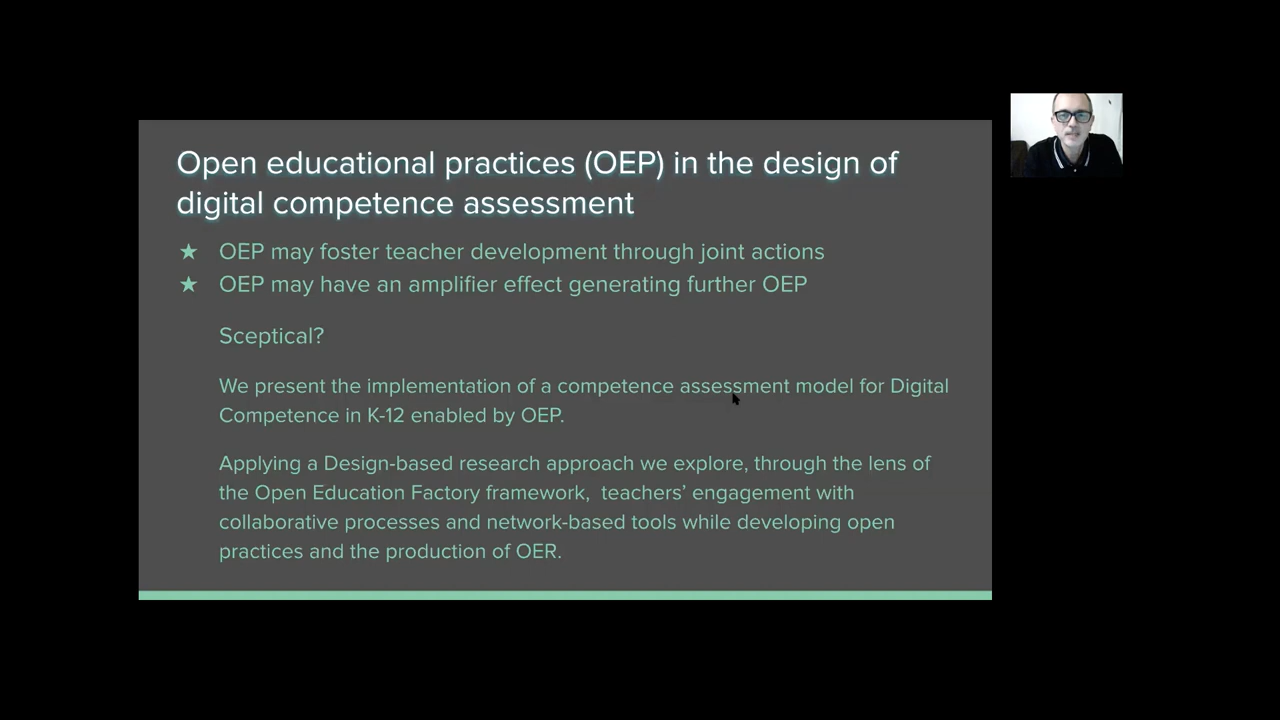 Open educational practices (OEP) in the design of
digital competence assessment
★ OEP may foster teacher development through joint actions
★ OEP may have an amplifier effect generating further OEP
Sceptical?
We present the implementation of a competence assessment model for Digital
Competence in K-12 enabled by OEP.
Applying a Design-based research approach we explore, through the lens of
the Open Education Factory framework,  teachers’ engagement with
collaborative processes and network-based tools while developing open
practices and the production of OER.